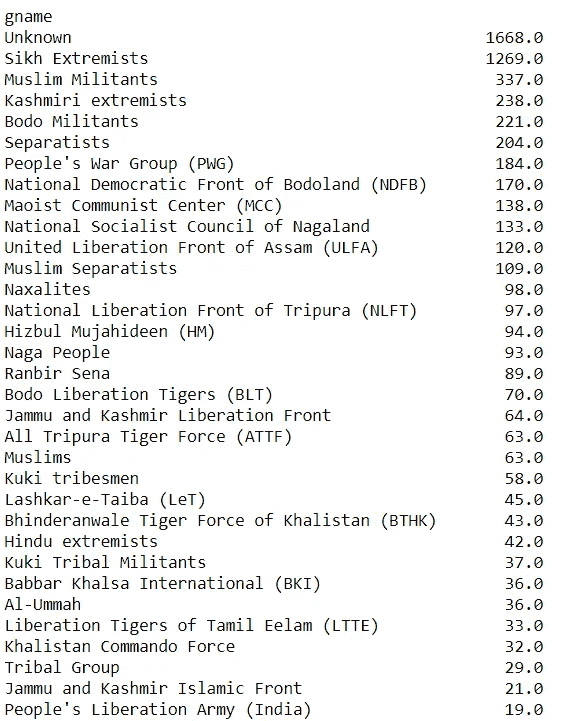 gname
Unknown 1668.0
Sikh Extremists 1269.0
Muslim Militants 337.0
Kashmiri extremists 238.0
Bodo Militants 221.0
Separatists 204.0
People's War Group (PWG) 184.0
National Democratic Front of Bodoland (NDFB) 170.0
Maoist Communist Center (MCC) 138.0
National Socialist Council of Nagaland 133.0
United Liberation Front of Assam (ULFA) 120.0
Muslim Separatists 109.0
Naxalites 98.0
National Liberation Front of Tripura (NLFT) 97.0
Hizbul Mujahideen (HM) 94.0
Naga People 93.0
Ranbir Sena 89.0
Bodo Liberation Tigers (BLT) 70.0
Jammu and Kashmir Liberation Front 64.0
All Tripura Tiger Force (ATTF) 63.0
Muslims 63.0
Kuki tribesmen 58.0
Lashkar-e-Taiba (LeT) 45.0
Bhinderanwale Tiger Force of Khalistan (BTHK) 43.0
Hindu extremists 42.0
Kuki Tribal Militants 37.0
Babbar Khalsa International (BKI) 36.0
Al-Ummah 36.0
Liberation Tigers of Tamil Eelam (LTTE) 33.0
Khalistan Commando Force 32.0
Tribal Group 29.0
Jammu and Kashmir Islamic Front 21.0
People's Liberation Army (India) 19.0